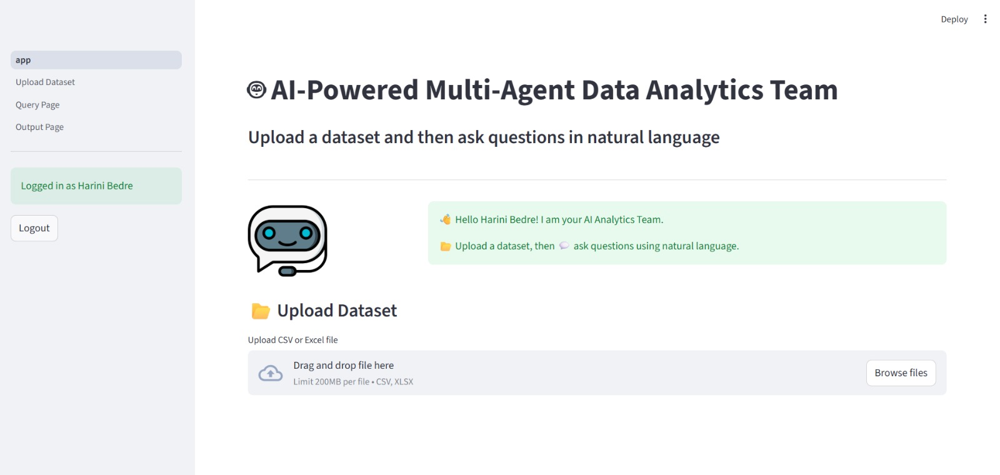 Deploy
app
Upload Dataset
Query Page
Output Page
Logged in as Harini Bedre
Logout
AI-Powered Multi-Agent Data Analytics Team
Upload a dataset and then ask questions in natural language
👋 Hello Harini Bedre! I am your AI Analytics Team.
📁 Upload a dataset, then 💬 ask questions using natural language.
📁 Upload Dataset
Upload CSV or Excel file
Drag and drop file here
Limit 200MB per file • CSV, XLSX
Browse files